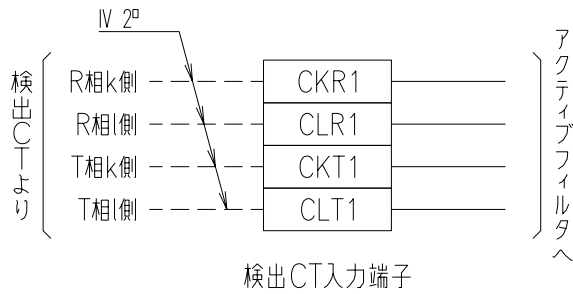 IV 2□
検出CTより
R相k側
CKR1
R相l側
CLR1
T相k側
CKT1
T相l側
CLT1
アクティブフィルタへ
検出CT入力端子